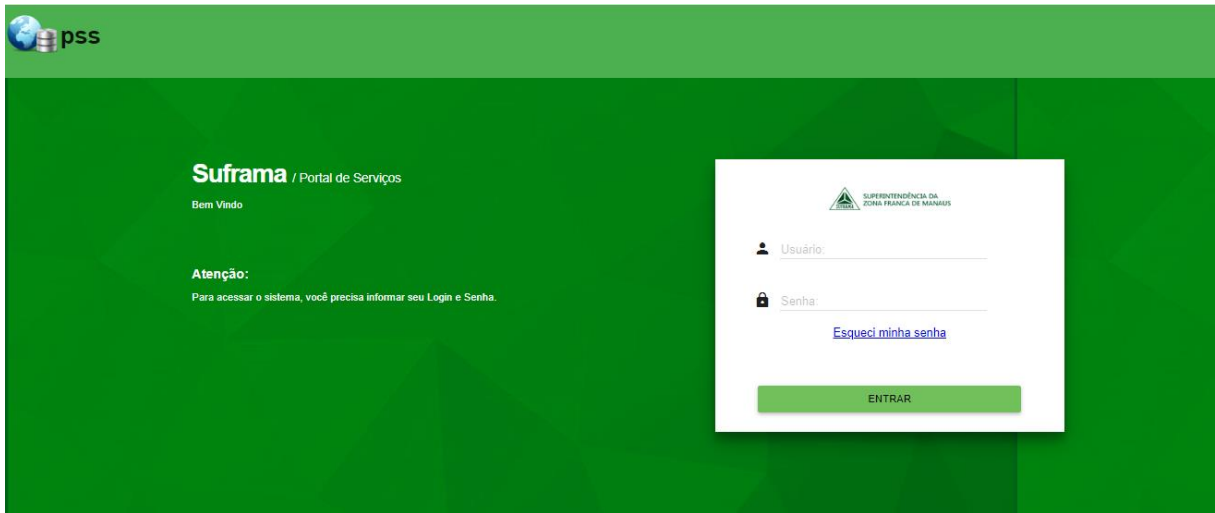 pss
Suframa / Portal de Serviços
Bem Vindo
Atenção:
Para acessar o sistema, você precisa informar seu Login e Senha.
SUPERINTENDÊNCIA DA
ZONA FRANCA DE MANAUS
SUFRAMA
Usuário:
Senha:
Esqueci minha senha
ENTRAR